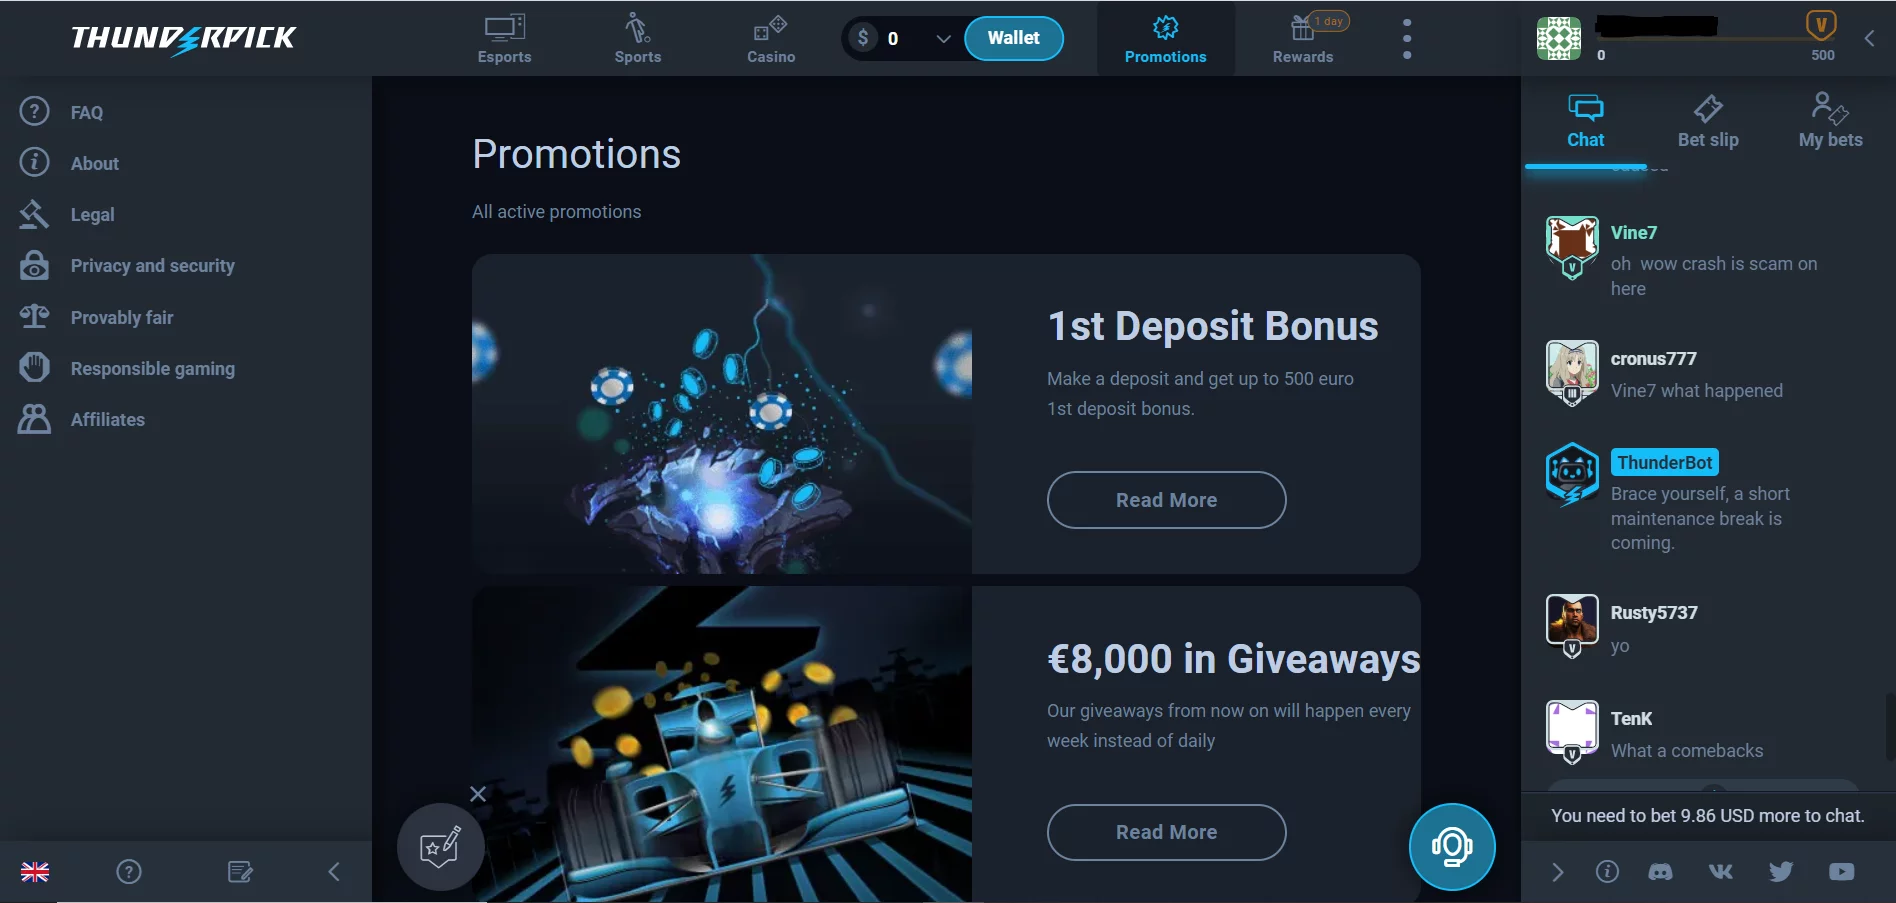 THUNDERPICK
Esports
Sports
Casino
$ 0
Wallet
Promotions
1 day
Rewards
V
0
500
FAQ
About
Legal
Privacy and security
Provably fair
Responsible gaming
Affiliates
Promotions
All active promotions
1st Deposit Bonus
Make a deposit and get up to 500 euro
1st deposit bonus.
Read More
€8,000 in Giveaways
Our giveaways from now on will happen every
week instead of daily
Read More
Chat
Bet slip
My bets
Vine7
V
oh wow crash is scam on
here
cronus777
III
Vine7 what happened
ThunderBot
Brace yourself, a short
maintenance break is
coming.
Rusty5737
V
yo
TenK
V
What a comebacks
You need to bet 9.86 USD more to chat.